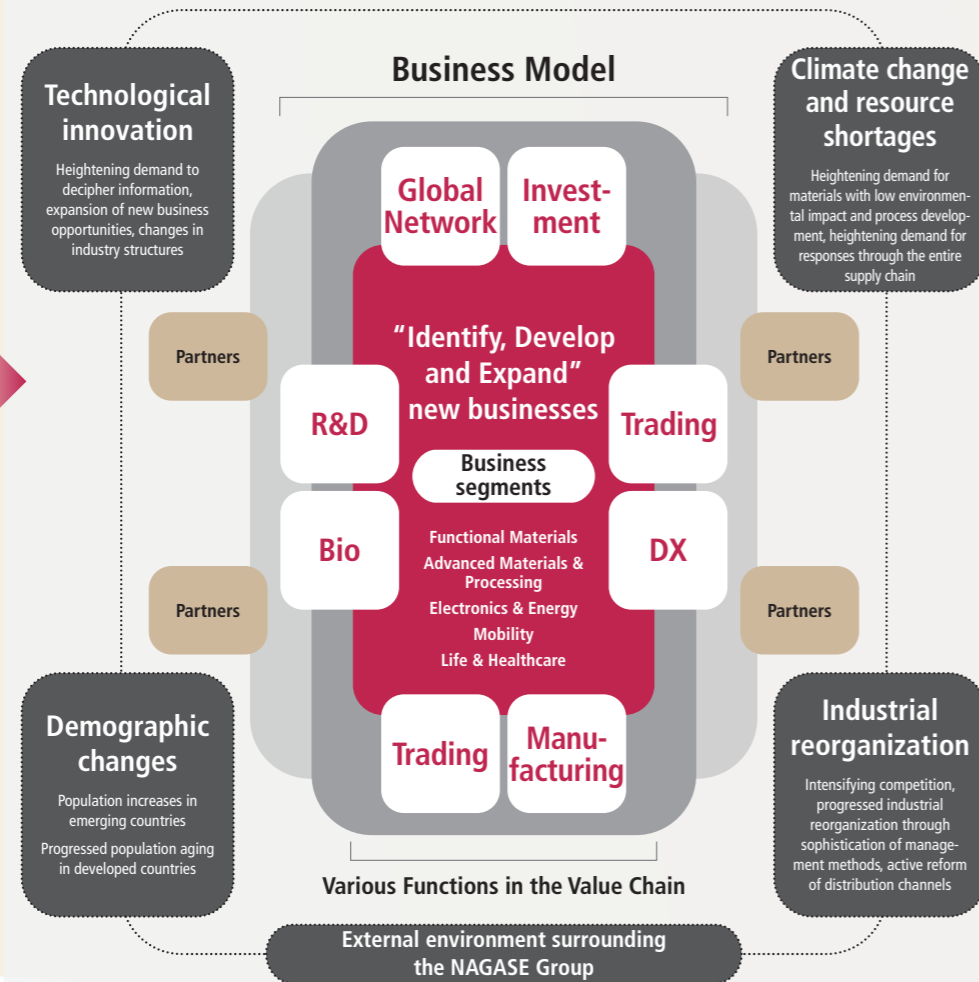 Business Model
Technological
innovation
Heightening demand to
decipher information,
expansion of new business
opportunities, changes in
industry structures
Climate change
and resource
shortages
Heightening demand for
materials with low environmen-
tal impact and process develop-
ment, heightening demand for
responses through the entire
supply chain
Global
Network
Invest-
ment
Partners
Partners
"Identify, Develop
and Expand"
new businesses
R&D
Trading
Business
segments
Bio
DX
Functional Materials
Advanced Materials &
Processing
Electronics & Energy
Mobility
Life & Healthcare
Partners
Partners
Trading
Manu-
facturing
Demographic
changes
Population increases in
emerging countries
Progressed population aging
in developed countries
Industrial
reorganization
Intensifying competition,
progressed industrial
reorganization through
sophistication of manage-
ment methods, active reform
of distribution channels
Various Functions in the Value Chain
External environment surrounding
the NAGASE Group